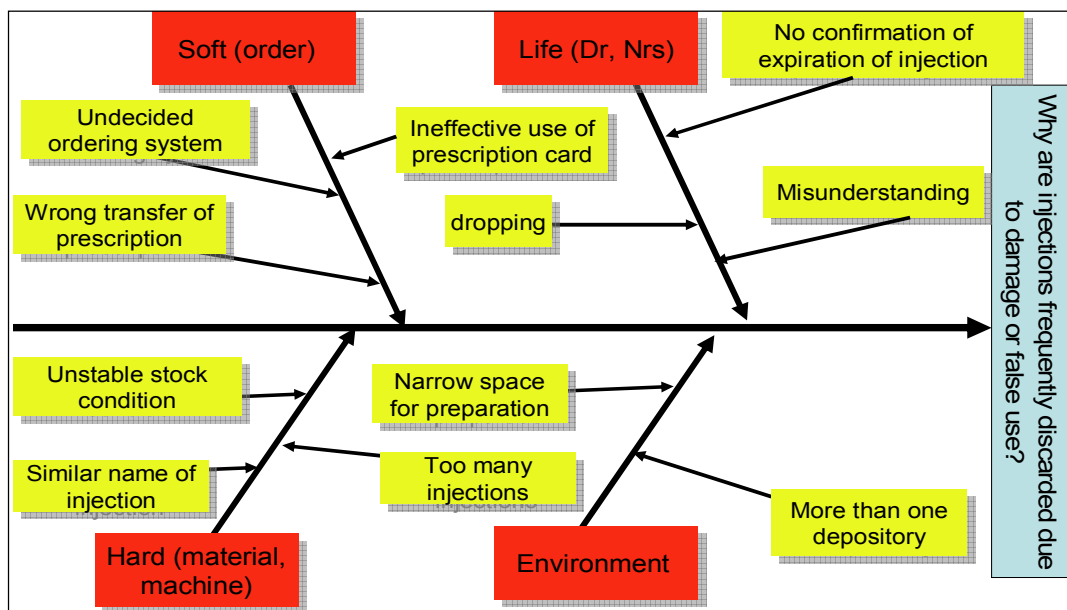 Soft (order)
Life (Dr, Nrs)
No confirmation of
expiration of injection
Undecided
ordering system
Ineffective use of
prescription card
Wrong transfer of
prescription
dropping
Misunderstanding
Why are injections frequently discarded due
to damage or false use?
Unstable stock
condition
Narrow space
for preparation
Similar name of
injection
Too many
injections
More than one
depository
Hard (material,
machine)
Environment